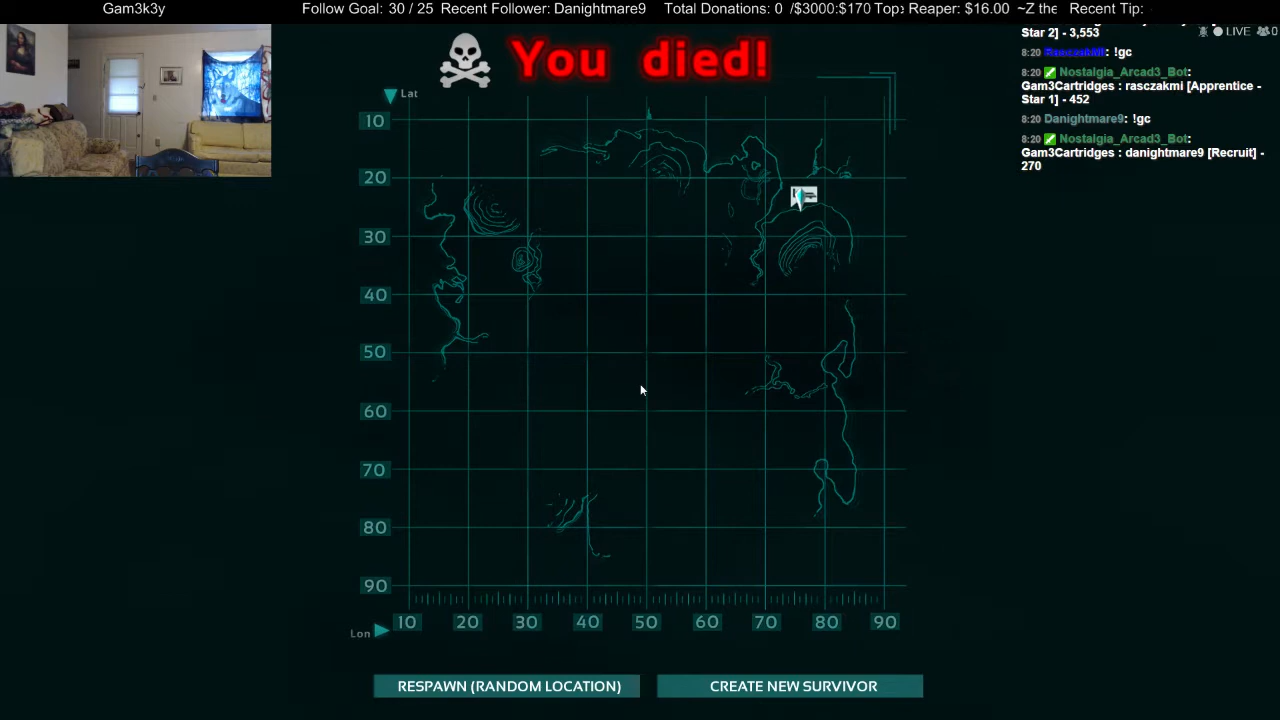 Gam3k3y
Follow Goal: 30 / 25 Recent Follower: Danightmare9 Total Donations: 0 /$3000:$170 Top Reaper: $16.00 ~Z the Recent Tip:
Star 2] - 3,553
LIVE 0
8:20 Rasczakml: !gc
8:20 Nostalgia_Arcad3_Bot:
Gam3Cartridges : rasczakml [Apprentice -
Star 1] - 452
8:20 Danightmare9: !gc
8:20 Nostalgia_Arcad3_Bot:
Gam3Cartridges : danightmare9 [Recruit] -
270
You died!
Lat
10
20
30
40
50
60
70
80
90
Lon
10 20 30 40 50 60 70 80 90
RESPAWN (RANDOM LOCATION)
CREATE NEW SURVIVOR